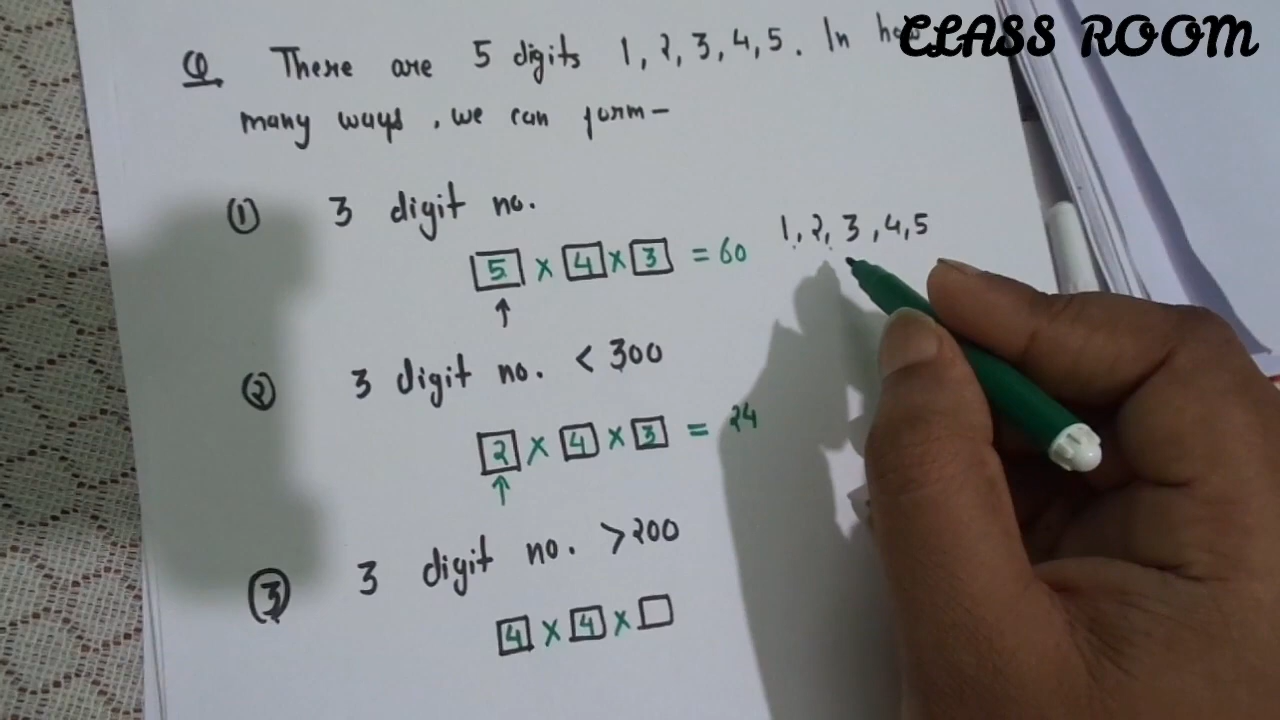 CLASS ROOM
Q There are 5 digits 1, 2, 3, 4, 5. In how
many ways, we can form -
① 3 digit no.
5 × 4 × 3 = 60
1, 2, 3, 4, 5
② 3 digit no. < 300
2 × 4 × 3 = 24
③ 3 digit no. > 200
4 × 4 ×